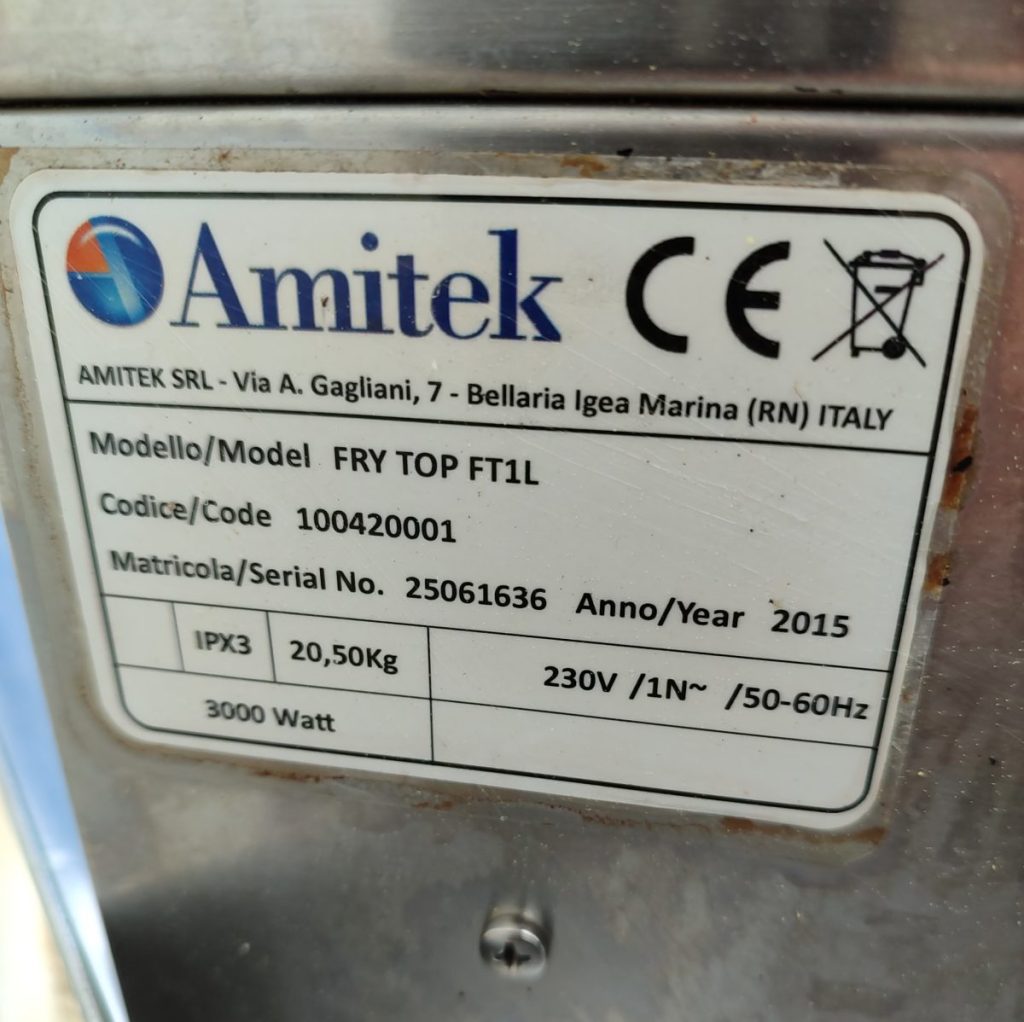 Amitek CE
AMITEK SRL - Via A. Gagliani, 7 - Bellaria Igea Marina (RN) ITALY
Modello/Model FRY TOP FT1L
Codice/Code 100420001
Matricola/Serial No. 25061636 Anno/Year 2015
IPX3 20,50Kg 230V /1N~ /50-60Hz
3000 Watt